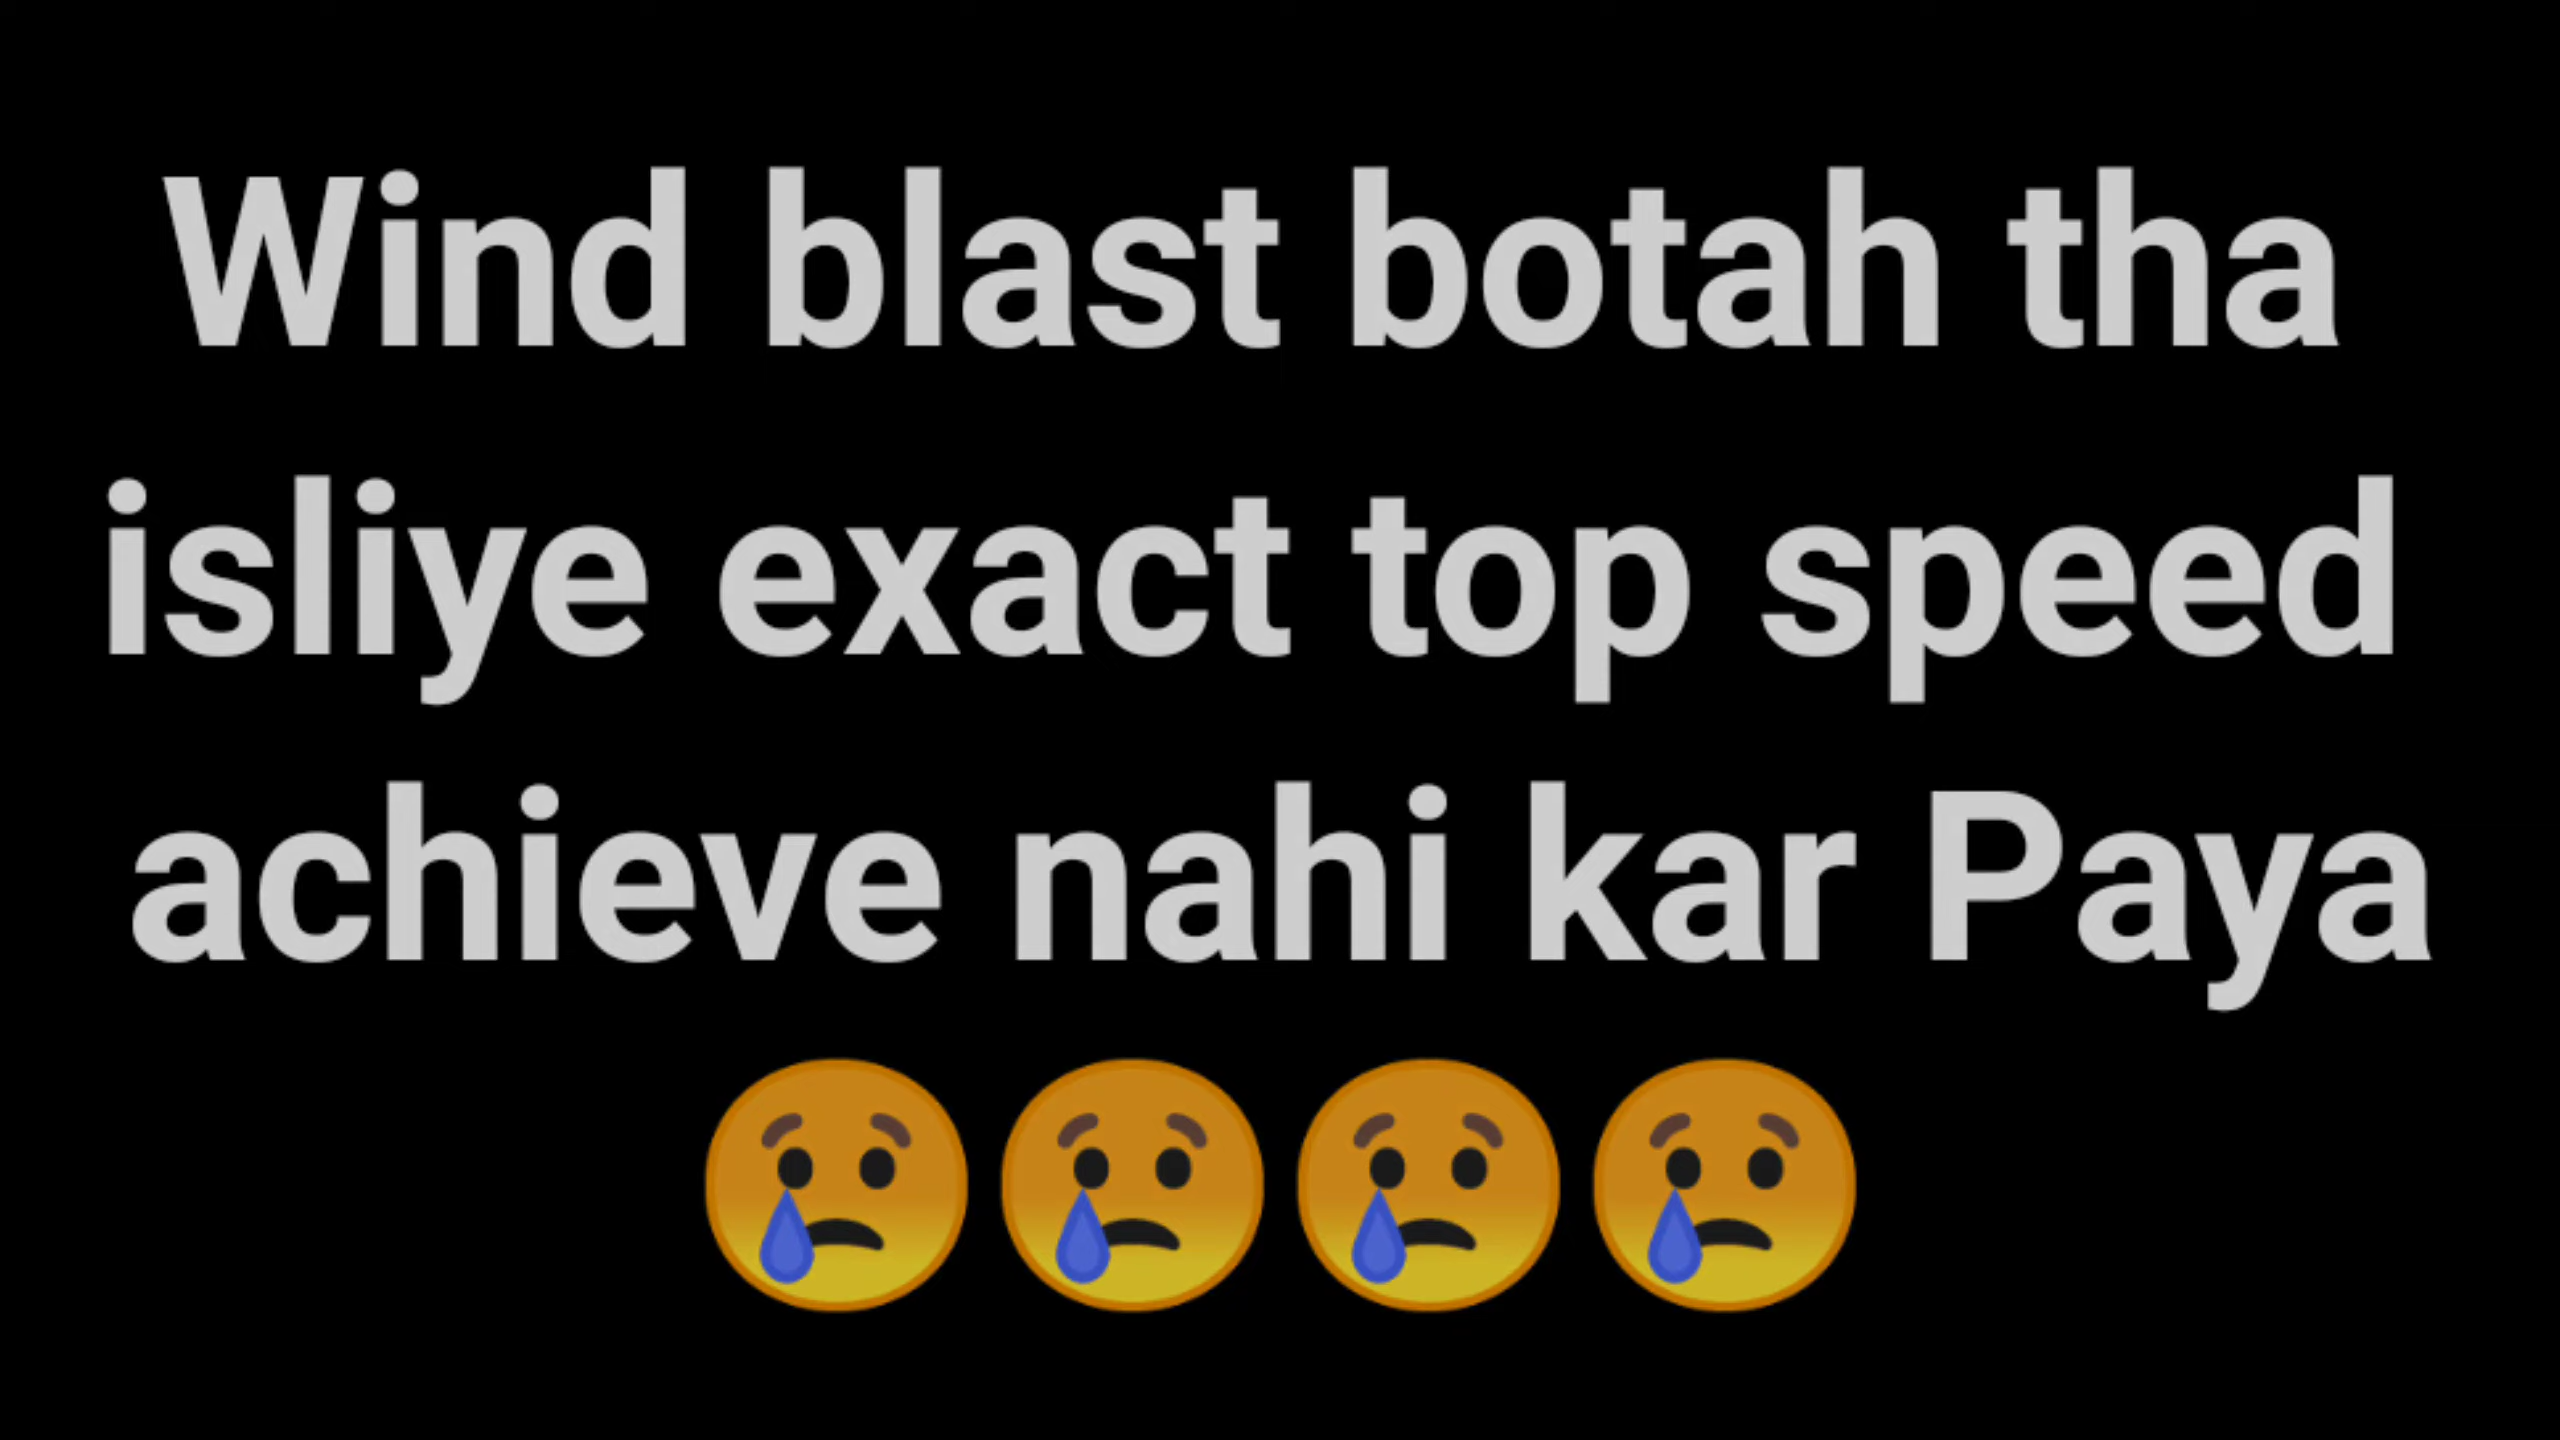 Wind blast botah tha
isliye exact top speed
achieve nahi kar Paya
😢😢😢😢